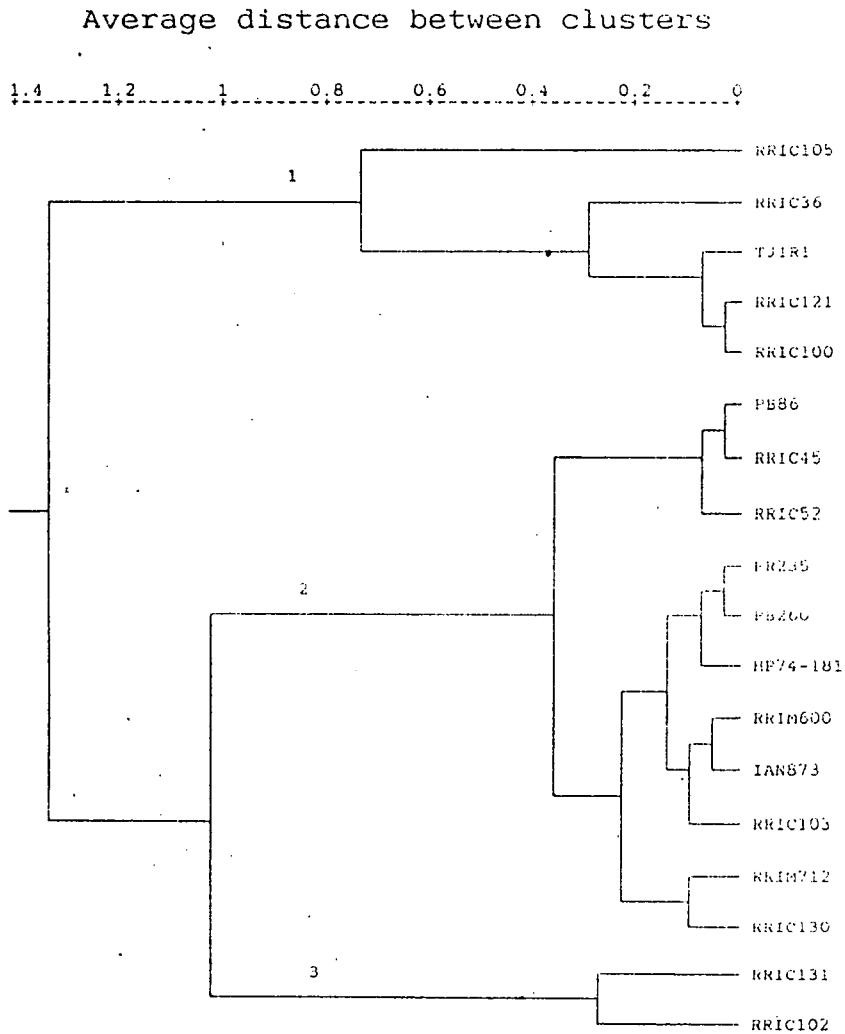 Average distance between clusters
1.4 1.2 1 0.8 0.6 0.4 0.2 0
RRIC105
1
RRIC36
TJIR1
RRIC121
RRIC100
PB86
RRIC45
RRIC52
2
PB260
HP74-181
RRIM600
IAN873
RRIC103
RRIM712
RRIC130
3
RRIC131
RRIC102